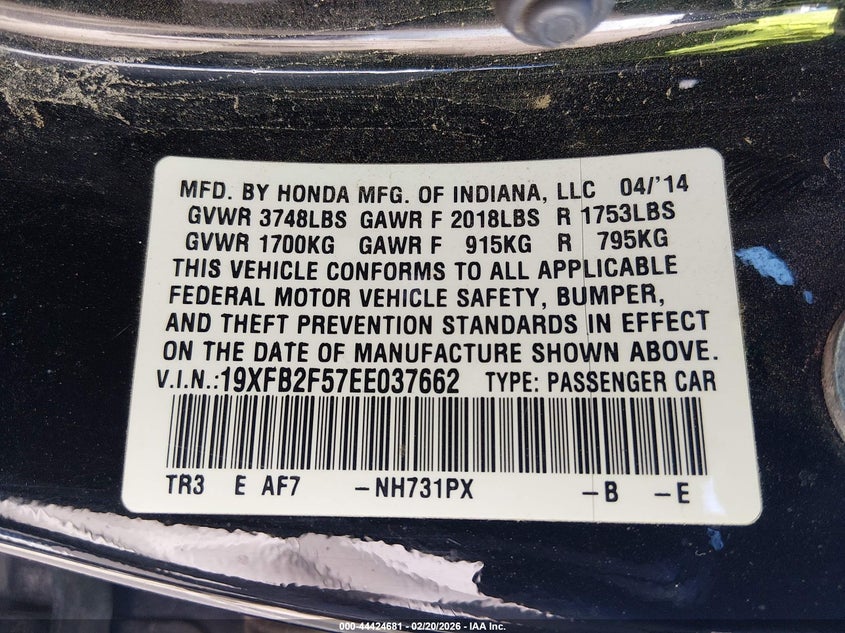 MFD. BY HONDA MFG. OF INDIANA, LLC 04/'14
GVWR 3748LBS GAWR F 2018LBS R 1753LBS
GVWR 1700KG GAWR F 915KG R 795KG
THIS VEHICLE CONFORMS TO ALL APPLICABLE
FEDERAL MOTOR VEHICLE SAFETY, BUMPER,
AND THEFT PREVENTION STANDARDS IN EFFECT
ON THE DATE OF MANUFACTURE SHOWN ABOVE.
V.I.N.:19XFB2F57EE037662 TYPE: PASSENGER CAR
TR3 E AF7 -NH731PX -B -E
000-44424681 - 02/20/2026 - IAA Inc.